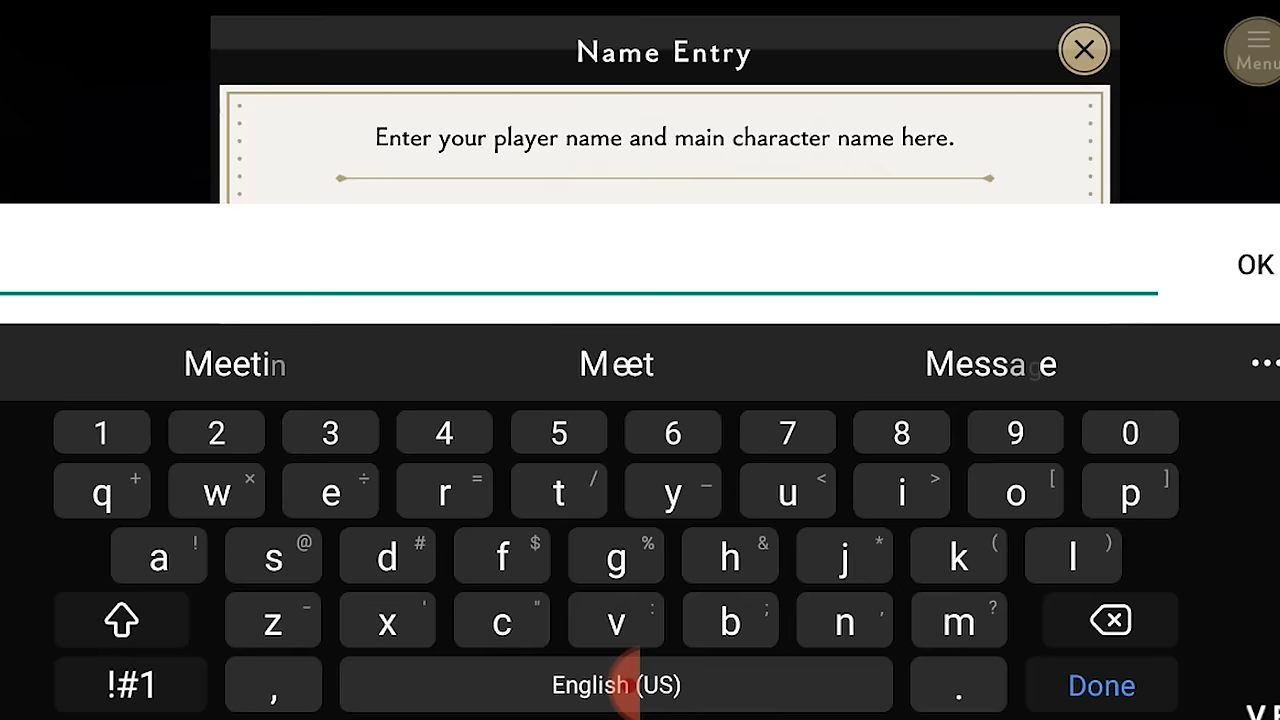 Name Entry
Menu
Enter your player name and main character name here.
OK
Meetin Meet Message
1 2 3 4 5 6 7 8 9 0
q + w × e ÷ r = t / y _ u < i > o [ p ]
a ! s @ d # f $ g % h & j * k ( l )
z - x ' c " v : b ; n , m ?
!#1 , English (US) . Done